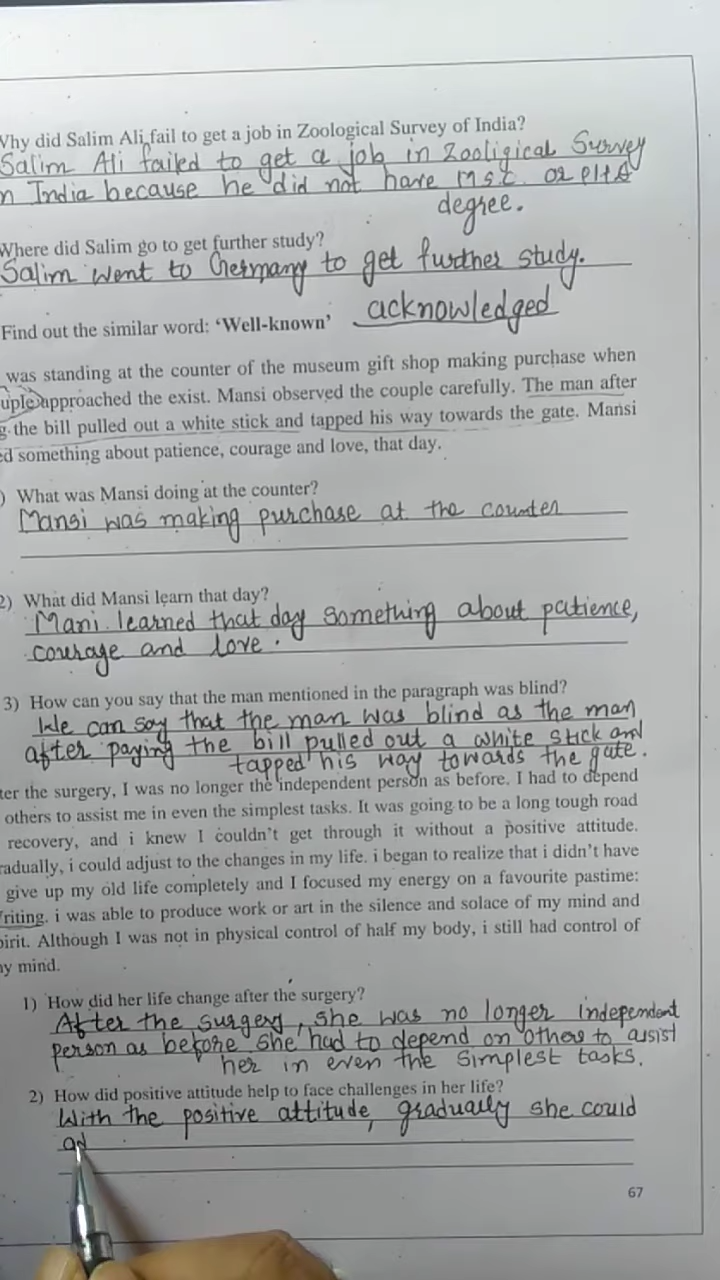 Why did Salim Ali fail to get a job in Zoological Survey of India?
Salim Ali failed to get a job in Zooligical Survey
n India because he did not have M.S.C. or PHd
degree.
Where did Salim go to get further study?
Salim went to Germany to get further study.
Find out the similar word: ‘Well-known’ acknowledged
was standing at the counter of the museum gift shop making purchase when
uple approached the exist. Mansi observed the couple carefully. The man after
g the bill pulled out a white stick and tapped his way towards the gate. Mansi
ed something about patience, courage and love, that day.
) What was Mansi doing at the counter?
Mansi was making purchase at the counter
2) What did Mansi learn that day?
Mani learned that day something about patience,
courage and love.
3) How can you say that the man mentioned in the paragraph was blind?
We can say that the man was blind as the man
after paying the bill pulled out a white stick and
tapped his way towards the gate.
ter the surgery, I was no longer the independent person as before. I had to depend
others to assist me in even the simplest tasks. It was going to be a long tough road
recovery, and i knew I couldn’t get through it without a positive attitude.
radually, i could adjust to the changes in my life. i began to realize that i didn’t have
give up my old life completely and I focused my energy on a favourite pastime:
riting. i was able to produce work or art in the silence and solace of my mind and
pirit. Although I was not in physical control of half my body, i still had control of
my mind.
1) How did her life change after the surgery?
After the surgery, she was no longer independent
person as before she had to depend on others to assist
her in even the simplest tasks.
2) How did positive attitude help to face challenges in her life?
With the positive attitude, gradually she could
ad
67